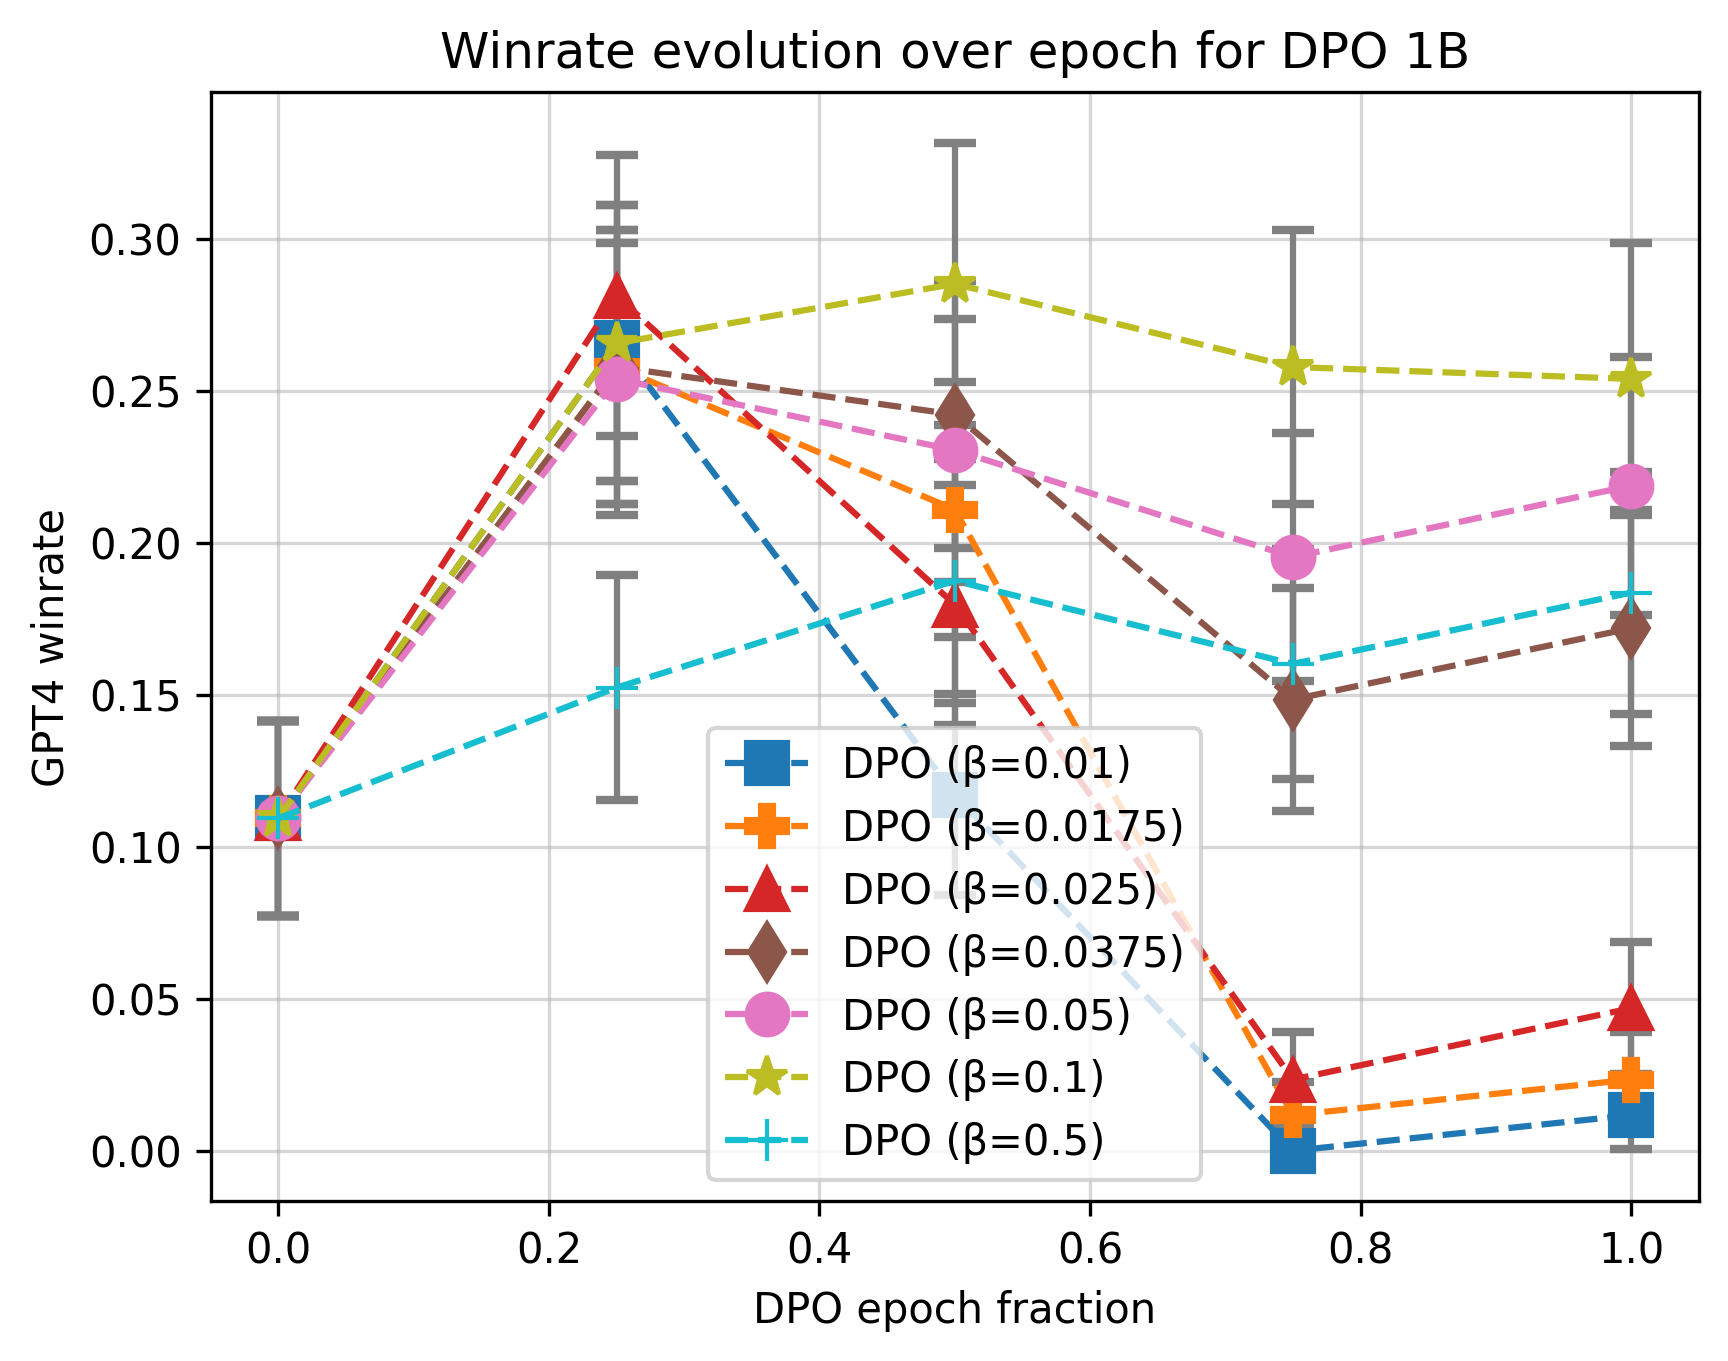 Winrate evolution over epoch for DPO 1B
GPT4 winrate
0.30
0.25
0.20
0.15
0.10
0.05
0.00
DPO (β=0.01)
DPO (β=0.0175)
DPO (β=0.025)
DPO (β=0.0375)
DPO (β=0.05)
DPO (β=0.1)
DPO (β=0.5)
0.0 0.2 0.4 0.6 0.8 1.0
DPO epoch fraction